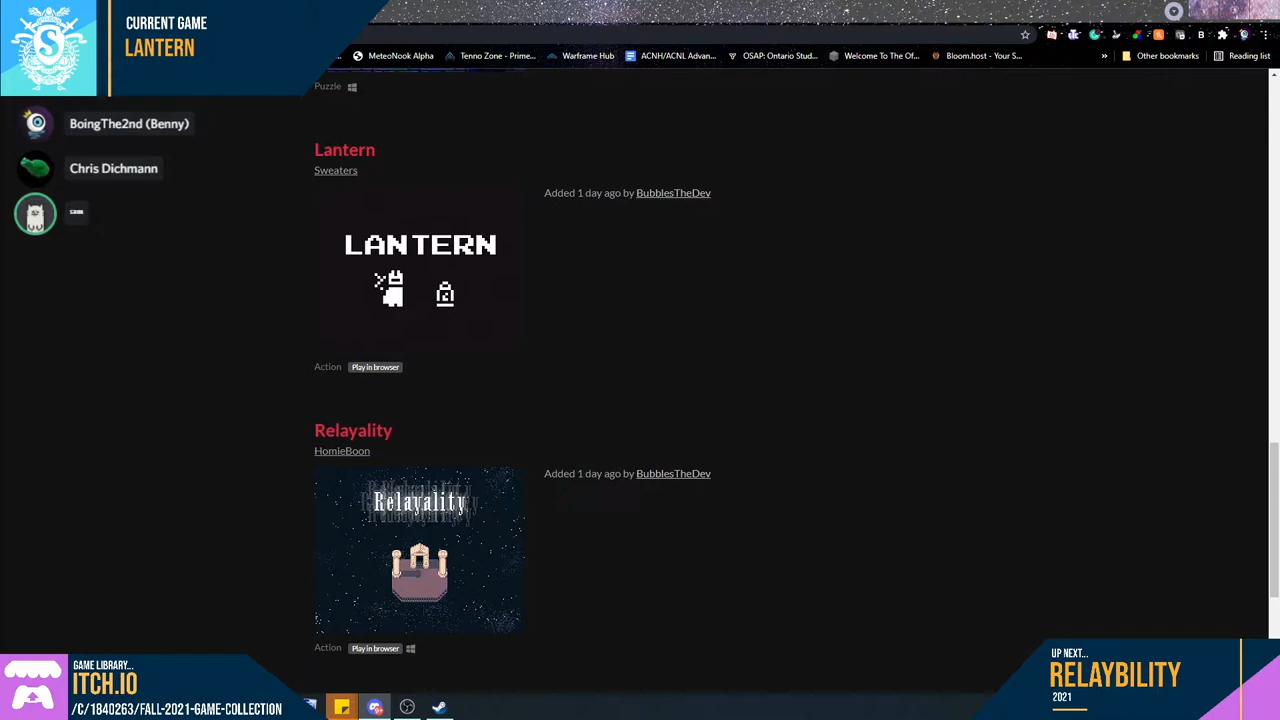 CURRENT GAME
LANTERN
MeteoNook Alpha
Tenno Zone - Prime...
Warframe Hub
ACNH/ACNL Advan...
OSAP: Ontario Stud...
Welcome To The Of...
Bloom.host - Your S...
»
Other bookmarks
Reading list
Puzzle
BoingThe2nd (Benny)
Chris Dichmann
Lantern
Sweaters
Added 1 day ago by BubblesTheDev
LANTERN
Action Play in browser
Relayality
HomieBoon
Added 1 day ago by BubblesTheDev
Relayality
Action Play in browser
GAME LIBRARY...
ITCH.IO
/C/1840263/FALL-2021-GAME-COLLECTION
UP NEXT...
RELAYBILITY
2021